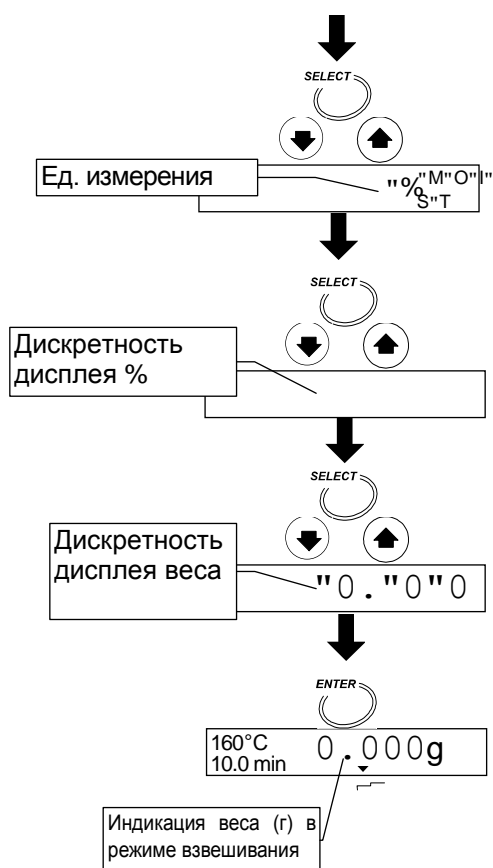 SELECT
Ед. измерения
"%"M"O"I"
S"T
SELECT
Дискретность
дисплея %
SELECT
Дискретность
дисплея веса
"0."0"0
ENTER
160°C
10.0 min
0.000g
Индикация веса (г) в
режиме взвешивания